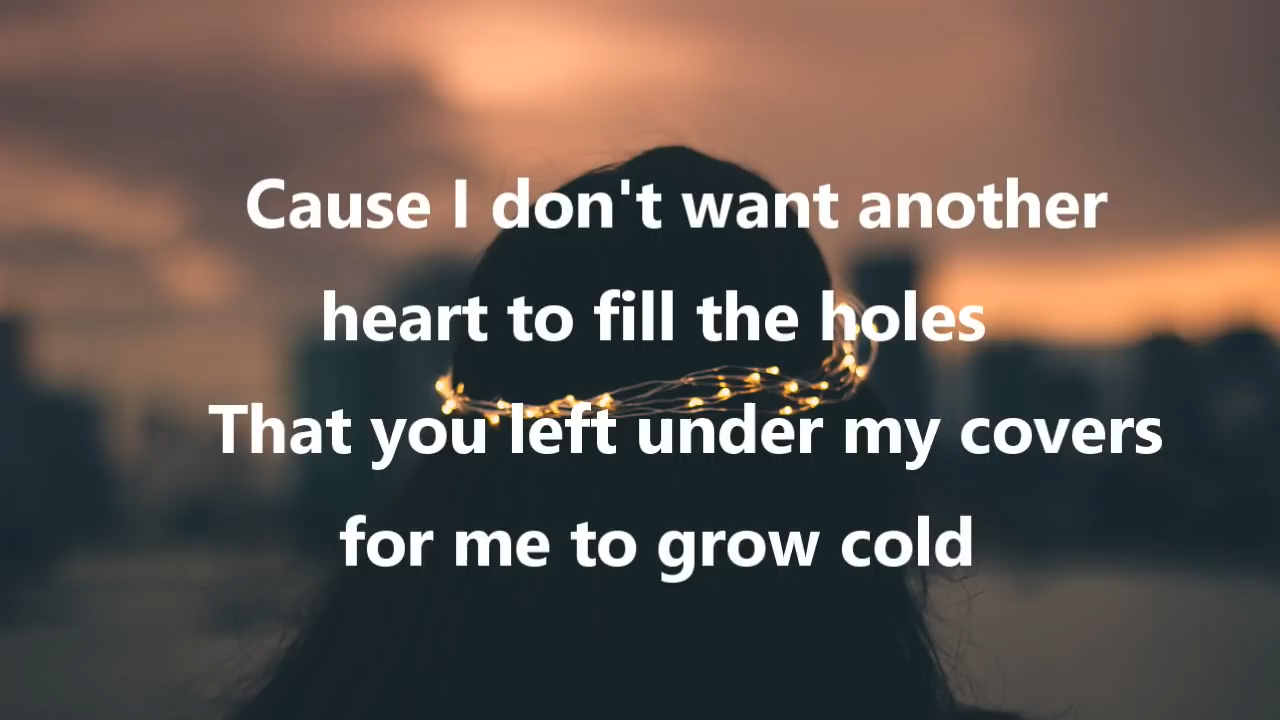 Cause I don't want another
heart to fill the holes
That you left under my covers
for me to grow cold